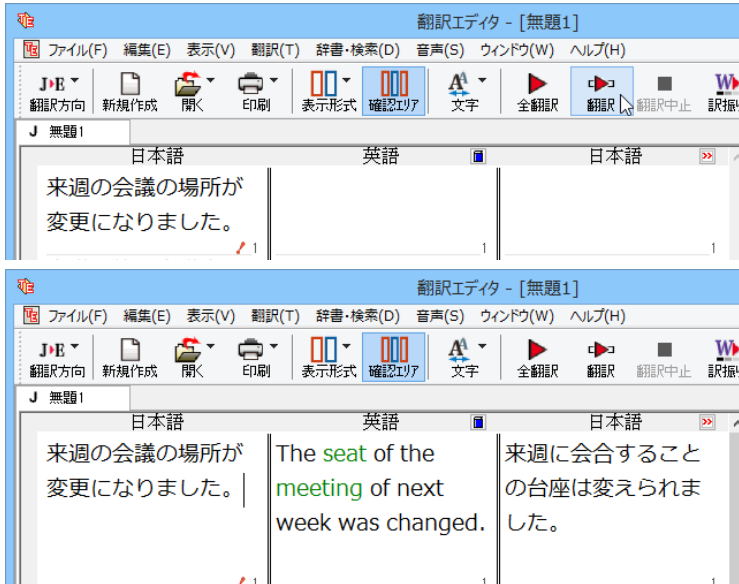 翻訳エディタ - [無題1]
ファイル(F) 編集(E) 表示(V) 翻訳(T) 辞書・検索(D) 音声(S) ウィンドウ(W) ヘルプ(H)
J▸E
翻訳方向 新規作成 開く 印刷 表示形式 確認エリア 文字 全翻訳 翻訳 翻訳中止 訳振
J 無題1
日本語 英語 日本語
来週の会議の場所が
変更になりました。
1 1 1
翻訳エディタ - [無題1]
ファイル(F) 編集(E) 表示(V) 翻訳(T) 辞書・検索(D) 音声(S) ウィンドウ(W) ヘルプ(H)
J▸E
翻訳方向 新規作成 開く 印刷 表示形式 確認エリア 文字 全翻訳 翻訳 翻訳中止 訳振
J 無題1
日本語 英語 日本語
来週の会議の場所が
変更になりました。
The seat of the
meeting of next
week was changed.
来週に会合すること
の台座は変えられま
した。
1 1 1